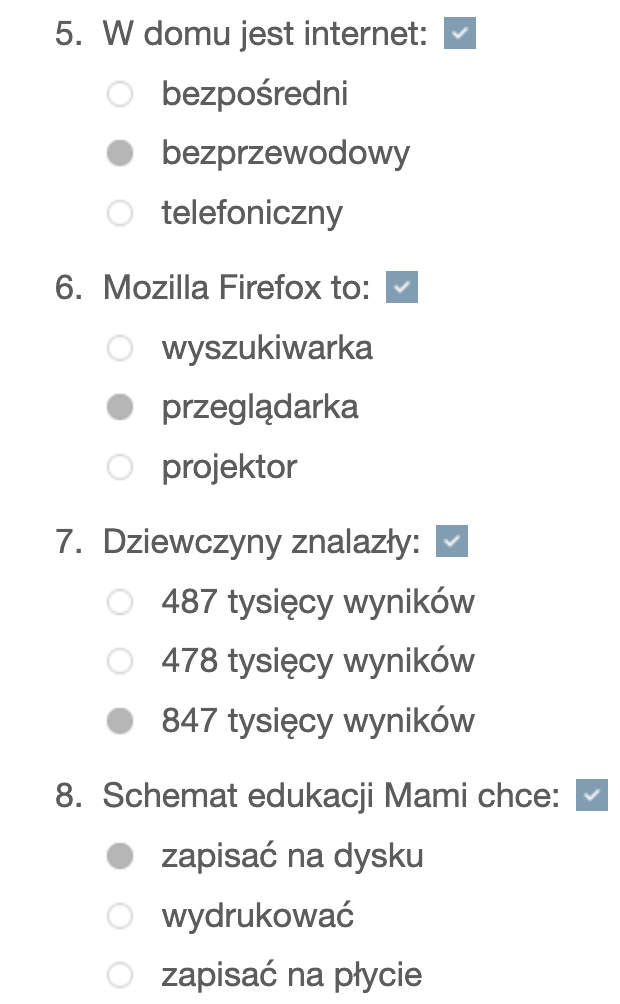 5. W domu jest internet:
bezpośredni
bezprzewodowy
telefoniczny
6. Mozilla Firefox to:
wyszukiwarka
przeglądarka
projektor
7. Dziewczyny znalazły:
487 tysięcy wyników
478 tysięcy wyników
847 tysięcy wyników
8. Schemat edukacji Mami chce:
zapisać na dysku
wydrukować
zapisać na płycie